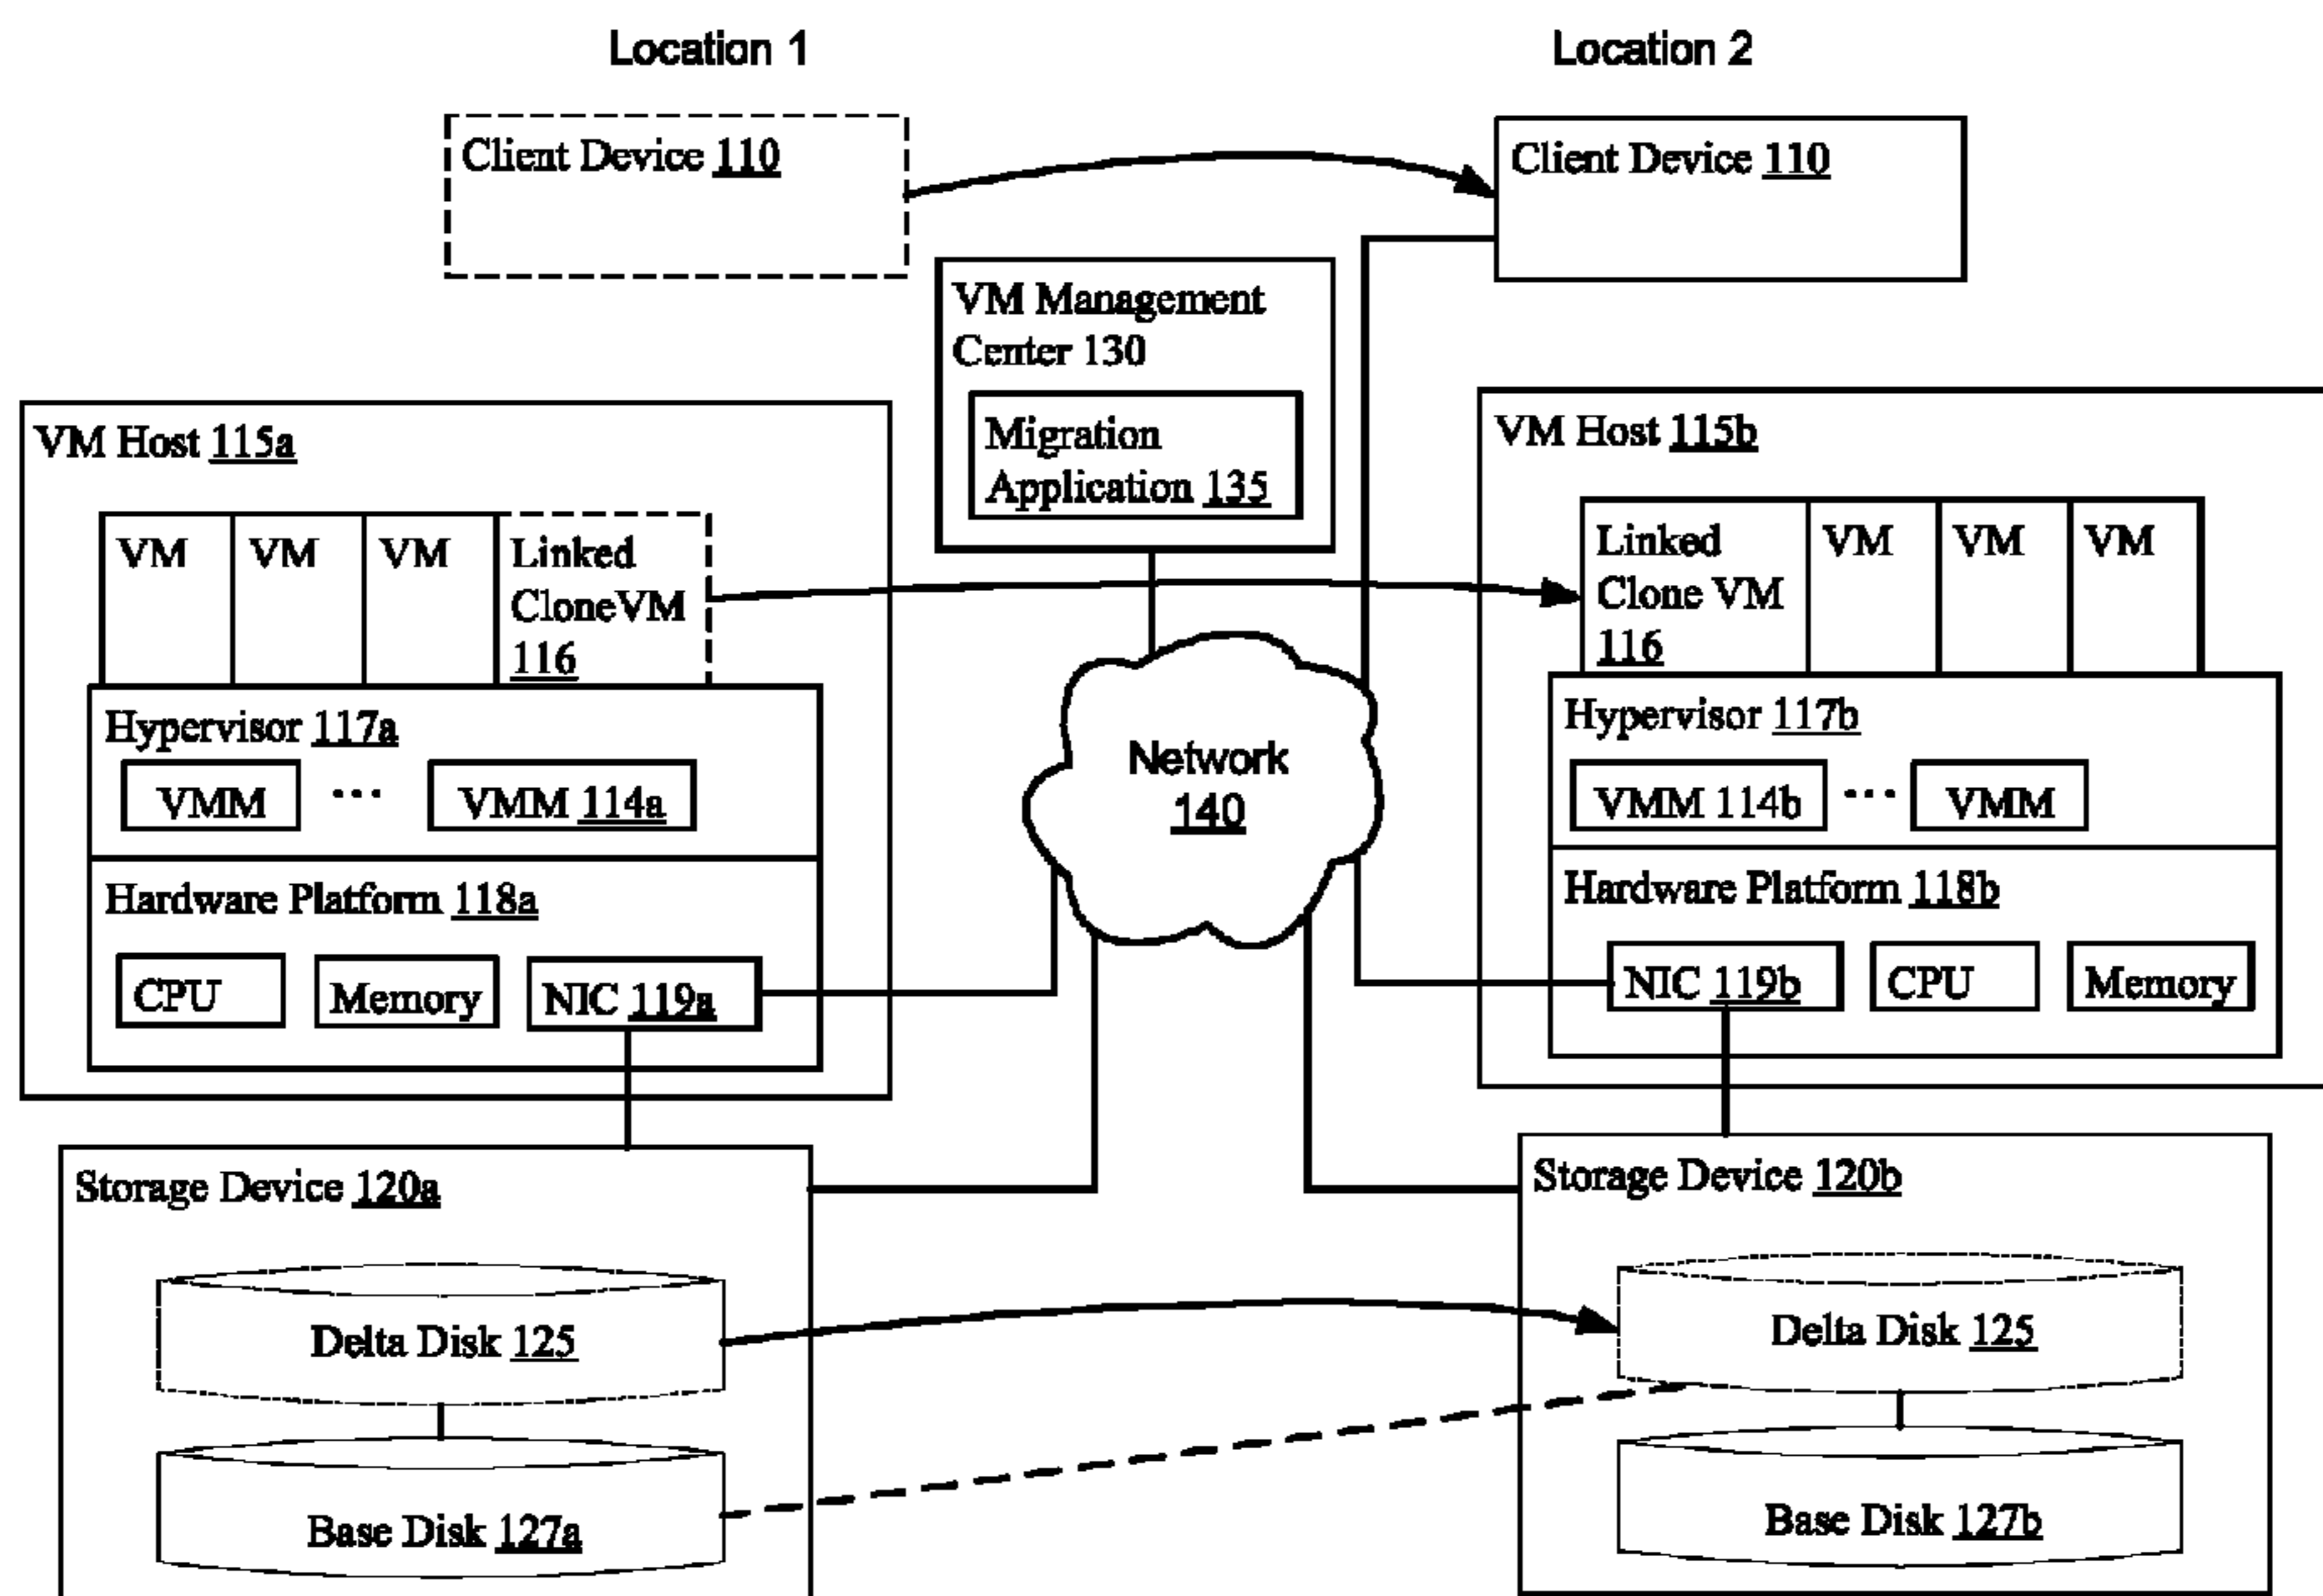 Location 1
Location 2
Client Device 110
Client Device 110
VM Management
Center 130
Migration
Application 135
VM Host 115a
VM
VM
VM
Linked
CloneVM
116
Hypervisor 117a
VMM
...
VMM 114a
Hardware Platform 118a
CPU
Memory
NIC 119a
Network
140
VM Host 115b
Linked
Clone VM
116
VM
VM
VM
Hypervisor 117b
VMM 114b
...
VMM
Hardware Platform 118b
NIC 119b
CPU
Memory
Storage Device 120a
Delta Disk 125
Base Disk 127a
Storage Device 120b
Delta Disk 125
Base Disk 127b